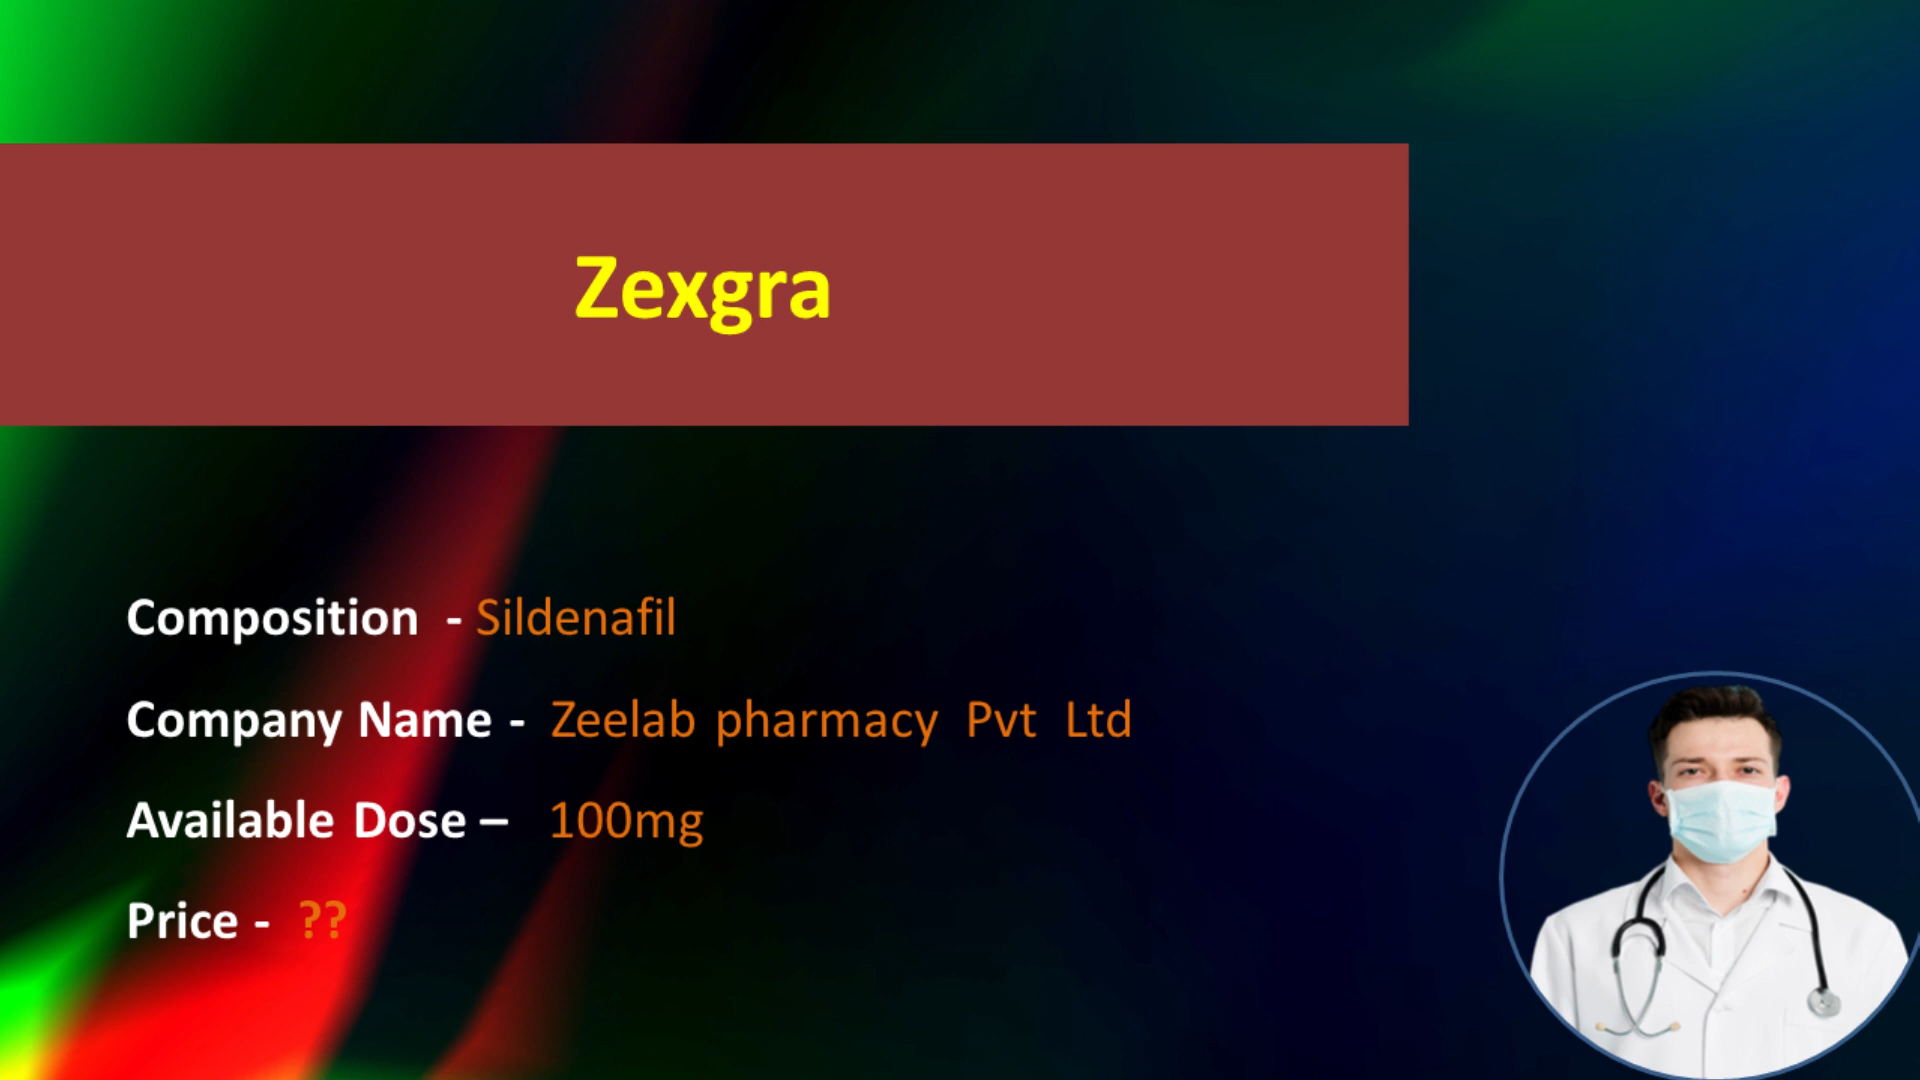 Zexgra
Composition - Sildenafil
Company Name - Zeelab pharmacy Pvt Ltd
Available Dose – 100mg
Price - ??